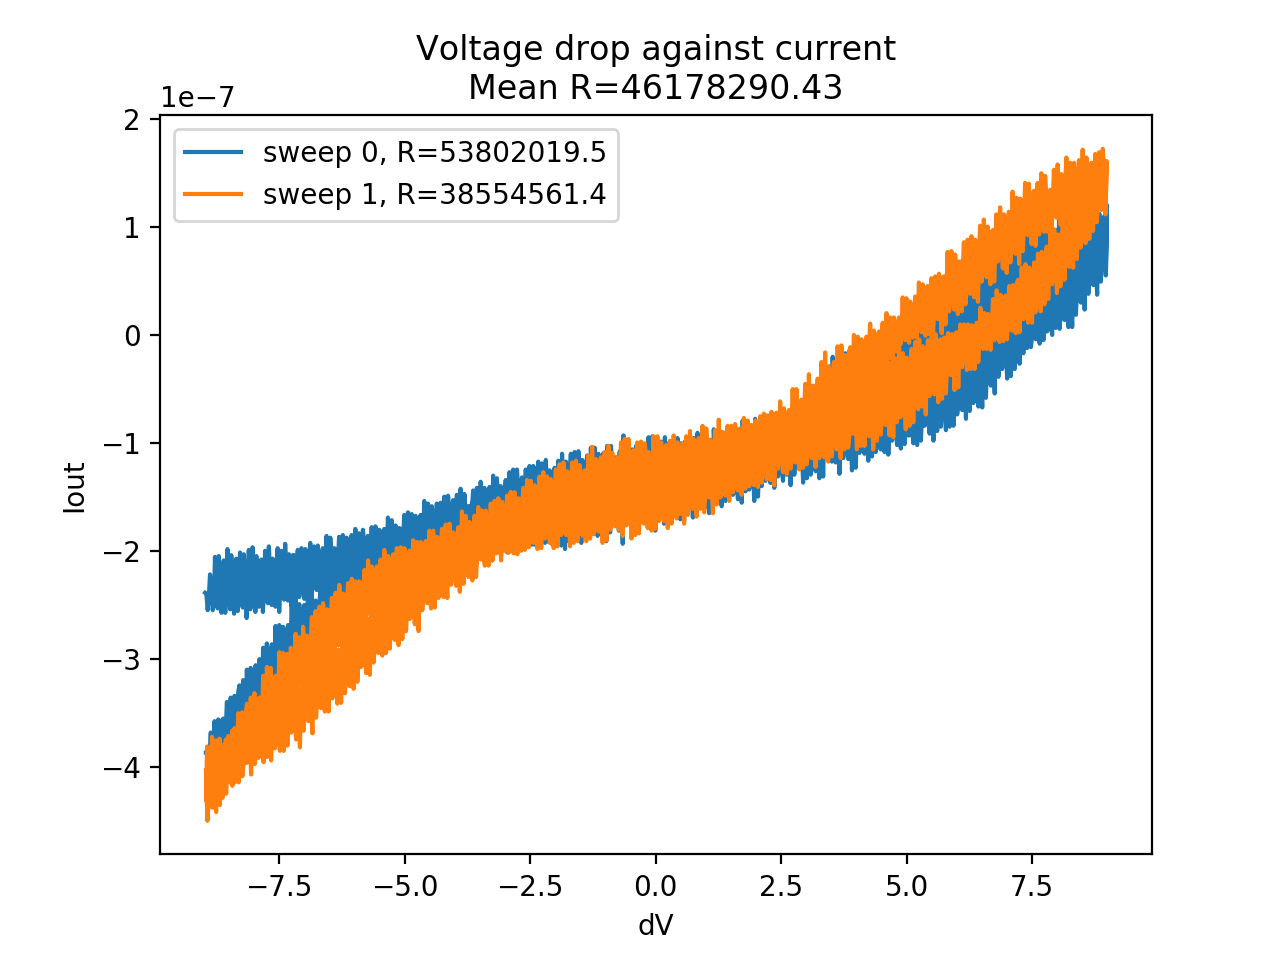 Voltage drop against current
Mean R=46178290.43
1e−7
sweep 0, R=53802019.5
sweep 1, R=38554561.4
2
1
0
−1
−2
−3
−4
Iout
−7.5
−5.0
−2.5
0.0
2.5
5.0
7.5
dV